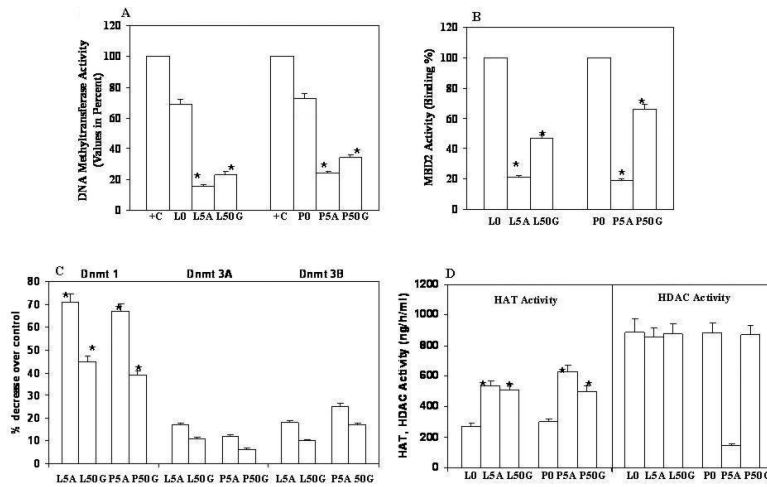 A
DNA Methyltransferase Activity
(Values in Percent)
120
100
80
60
40
20
0
* * * *
+C L0 L5A L50G +C P0 P5A P50G
B
MBD2 Activity (Binding %)
120
100
80
60
40
20
0
* * * *
L0 L5A L50G P0 P5A P50G
C
Dnmt 1 Dnmt 3A Dnmt 3B
% decrease over control
80
70
60
50
40
30
20
10
0
* * * *
L5A L50G P5A P50G L5A L50G P5A P50G L5A L50G P5A 50G
D
HAT Activity HDAC Activity
HAT, HDAC Activity (ng/h/ml)
1200
1000
800
600
400
200
0
* * * *
L0 L5A L50G P0 P5A P50G L0 L5A L50G P0 P5A P50G